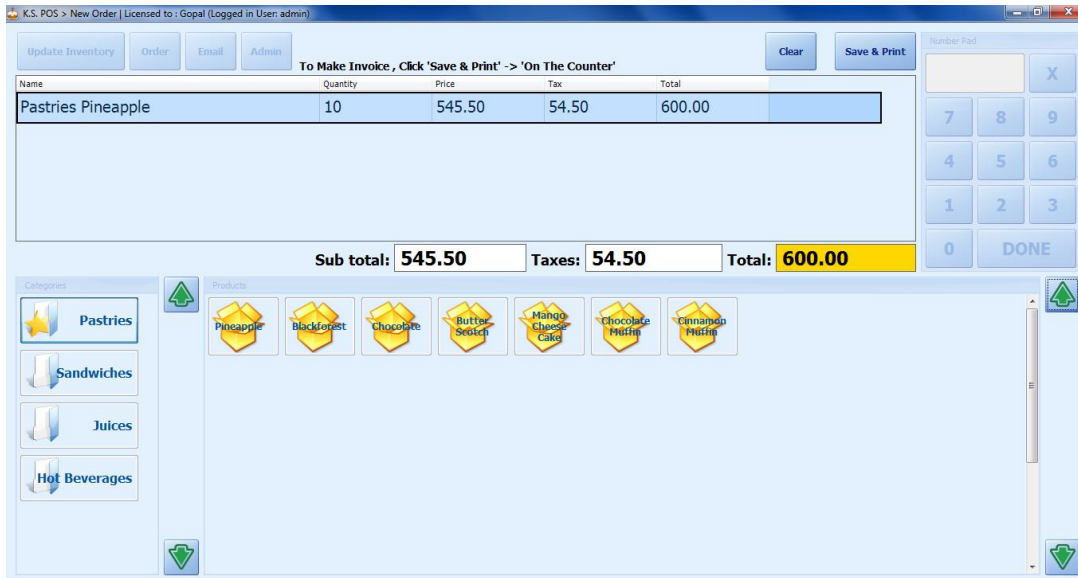 K.S. POS > New Order | Licensed to : Gopal (Logged in User: admin)
Update Inventory Order Email Admin
To Make Invoice , Click 'Save & Print' -> 'On The Counter'
Clear Save & Print
Name Quantity Price Tax Total
Pastries Pineapple 10 545.50 54.50 600.00
Sub total: 545.50 Taxes: 54.50 Total: 600.00
Number Pad
X
7 8 9
4 5 6
1 2 3
0 DONE
Categories
Pastries
Sandwiches
Juices
Hot Beverages
Products
Pineapple
Blackforest
Chocolate
Butter
Scotch
Mango
Cheese
Cake
Chocolate
Muffin
Cinnamon
Muffin